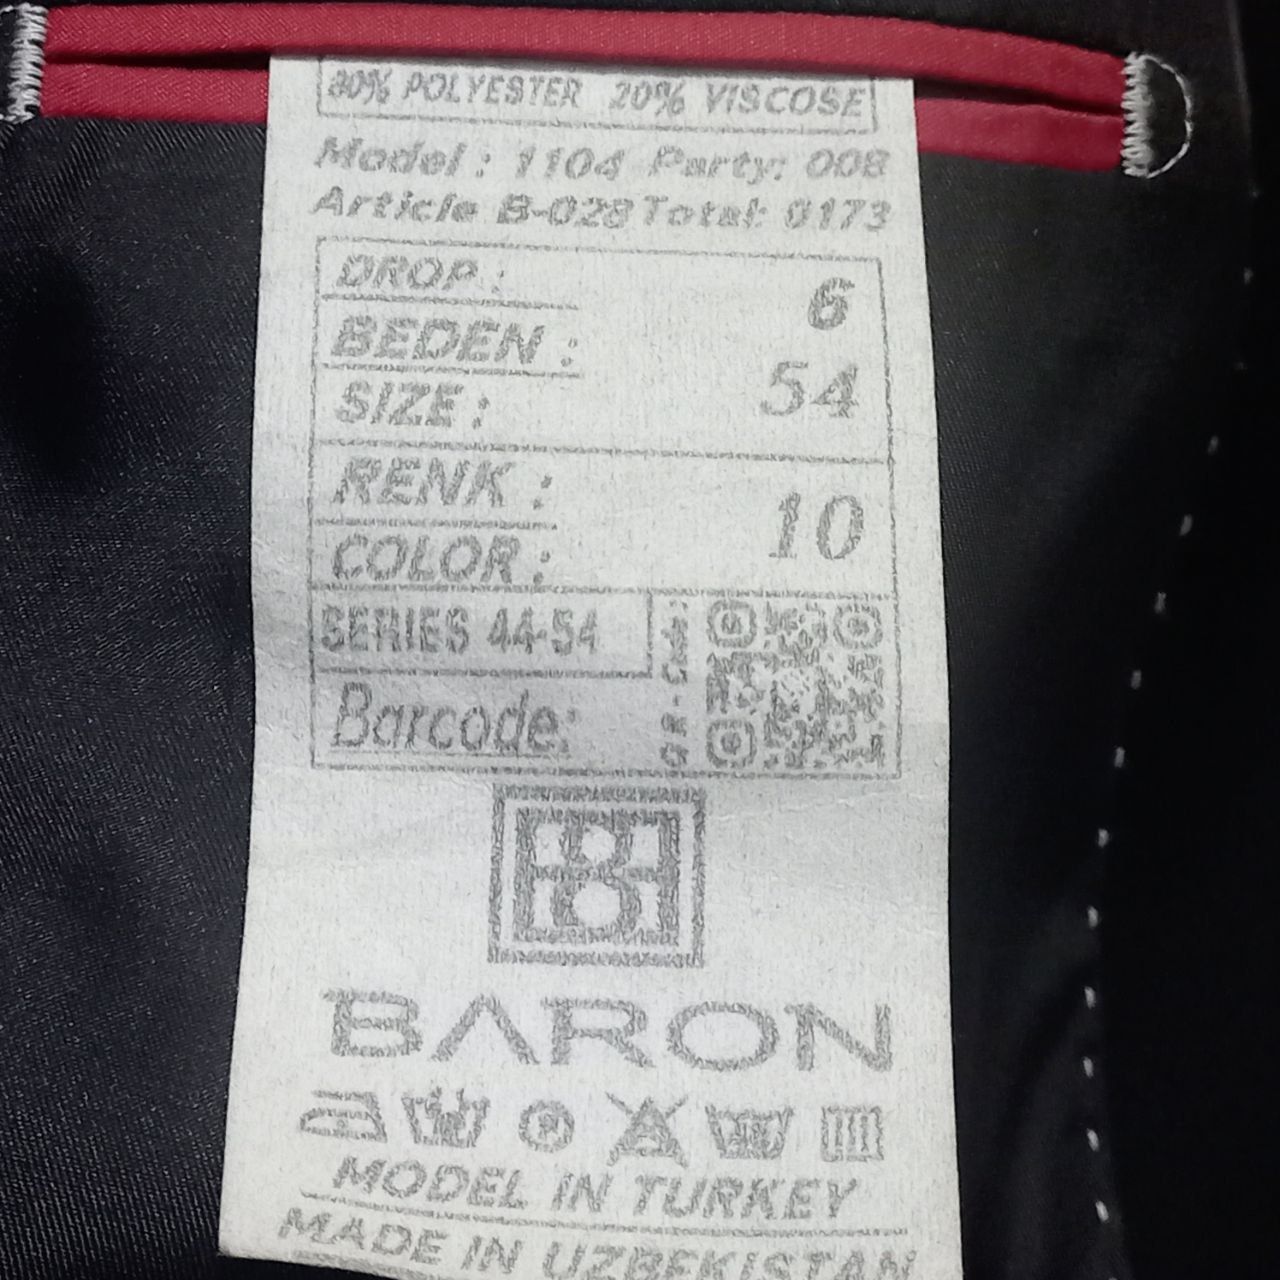 80% POLYESTER 20% VISCOSE
Model : 1104 Party: 008
Article B-028 Total: 0173
DROP : 6
BEDEN :
SIZE : 54
RENK :
COLOR : 10
SERIES 44-54
Barcode:
BARON
MODEL IN TURKEY
MADE IN UZBEKISTAN